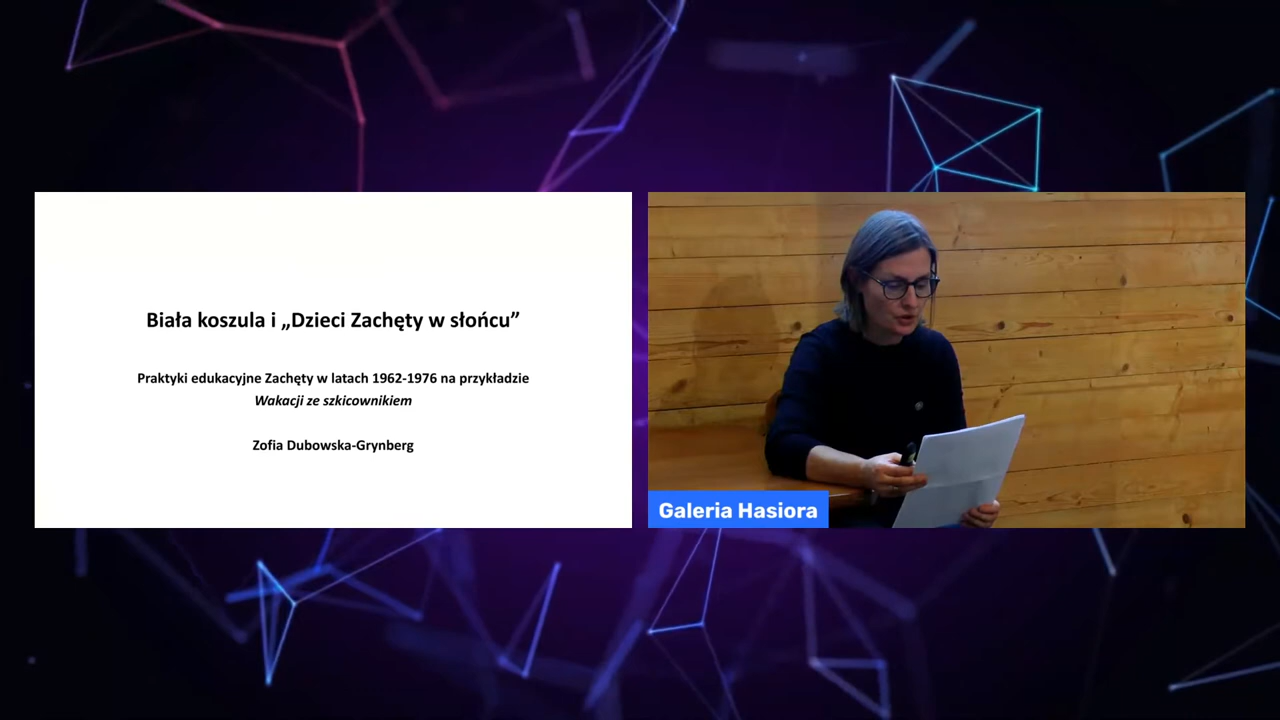 Biała koszula i „Dzieci Zachęty w słońcu”
Praktyki edukacyjne Zachęty w latach 1962-1976 na przykładzie
Wakacji ze szkicownikiem
Zofia Dubowska-Grynberg
Galeria Hasiora